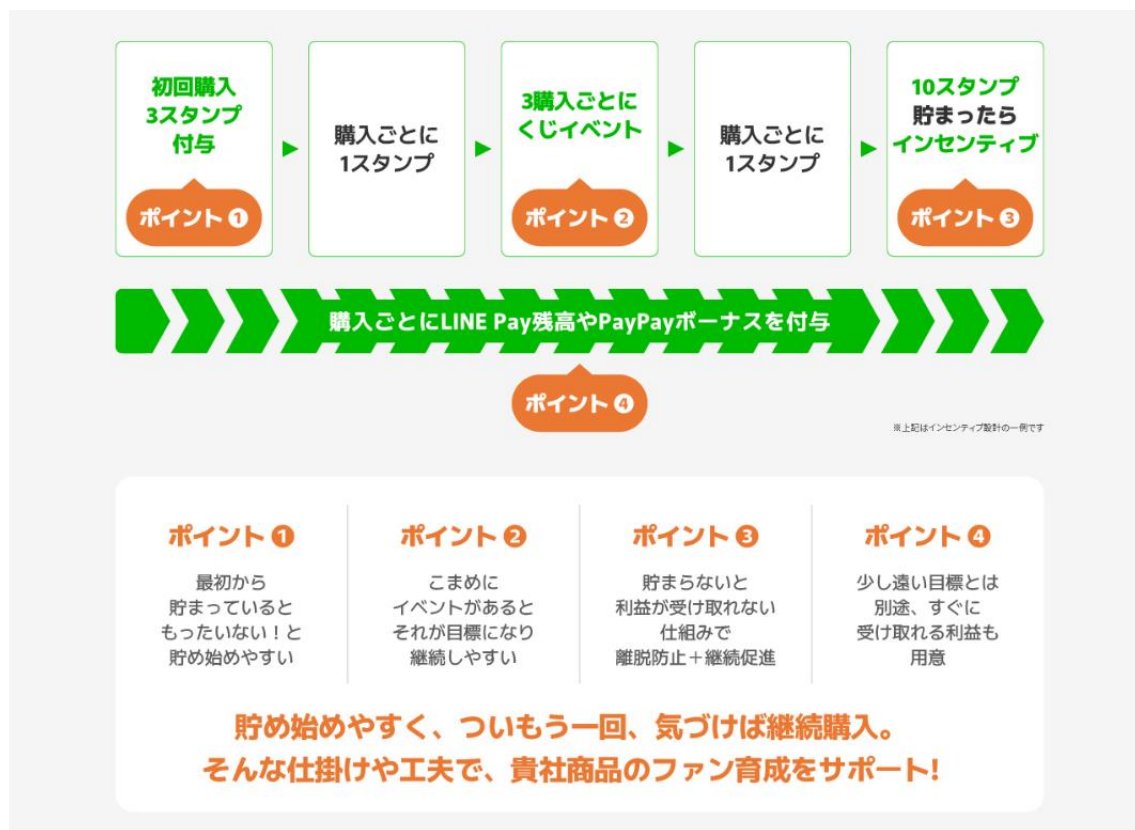 初回購入
3スタンプ
付与
ポイント❶
購入ごとに
1スタンプ
3購入ごとに
くじイベント
ポイント❷
購入ごとに
1スタンプ
10スタンプ
貯まったら
インセンティブ
ポイント❸
購入ごとにLINE Pay残高やPayPayボーナスを付与
ポイント❹
※上記はインセンティブ設計の一例です
ポイント❶
最初から
貯まっていると
もったいない！と
貯め始めやすい
ポイント❷
こまめに
イベントがあると
それが目標になり
継続しやすい
ポイント❸
貯まらないと
利益が受け取れない
仕組みで
離脱防止＋継続促進
ポイント❹
少し遠い目標とは
別途、すぐに
受け取れる利益も
用意
貯め始めやすく、ついもう一回、気づけば継続購入。
そんな仕掛けや工夫で、貴社商品のファン育成をサポート!